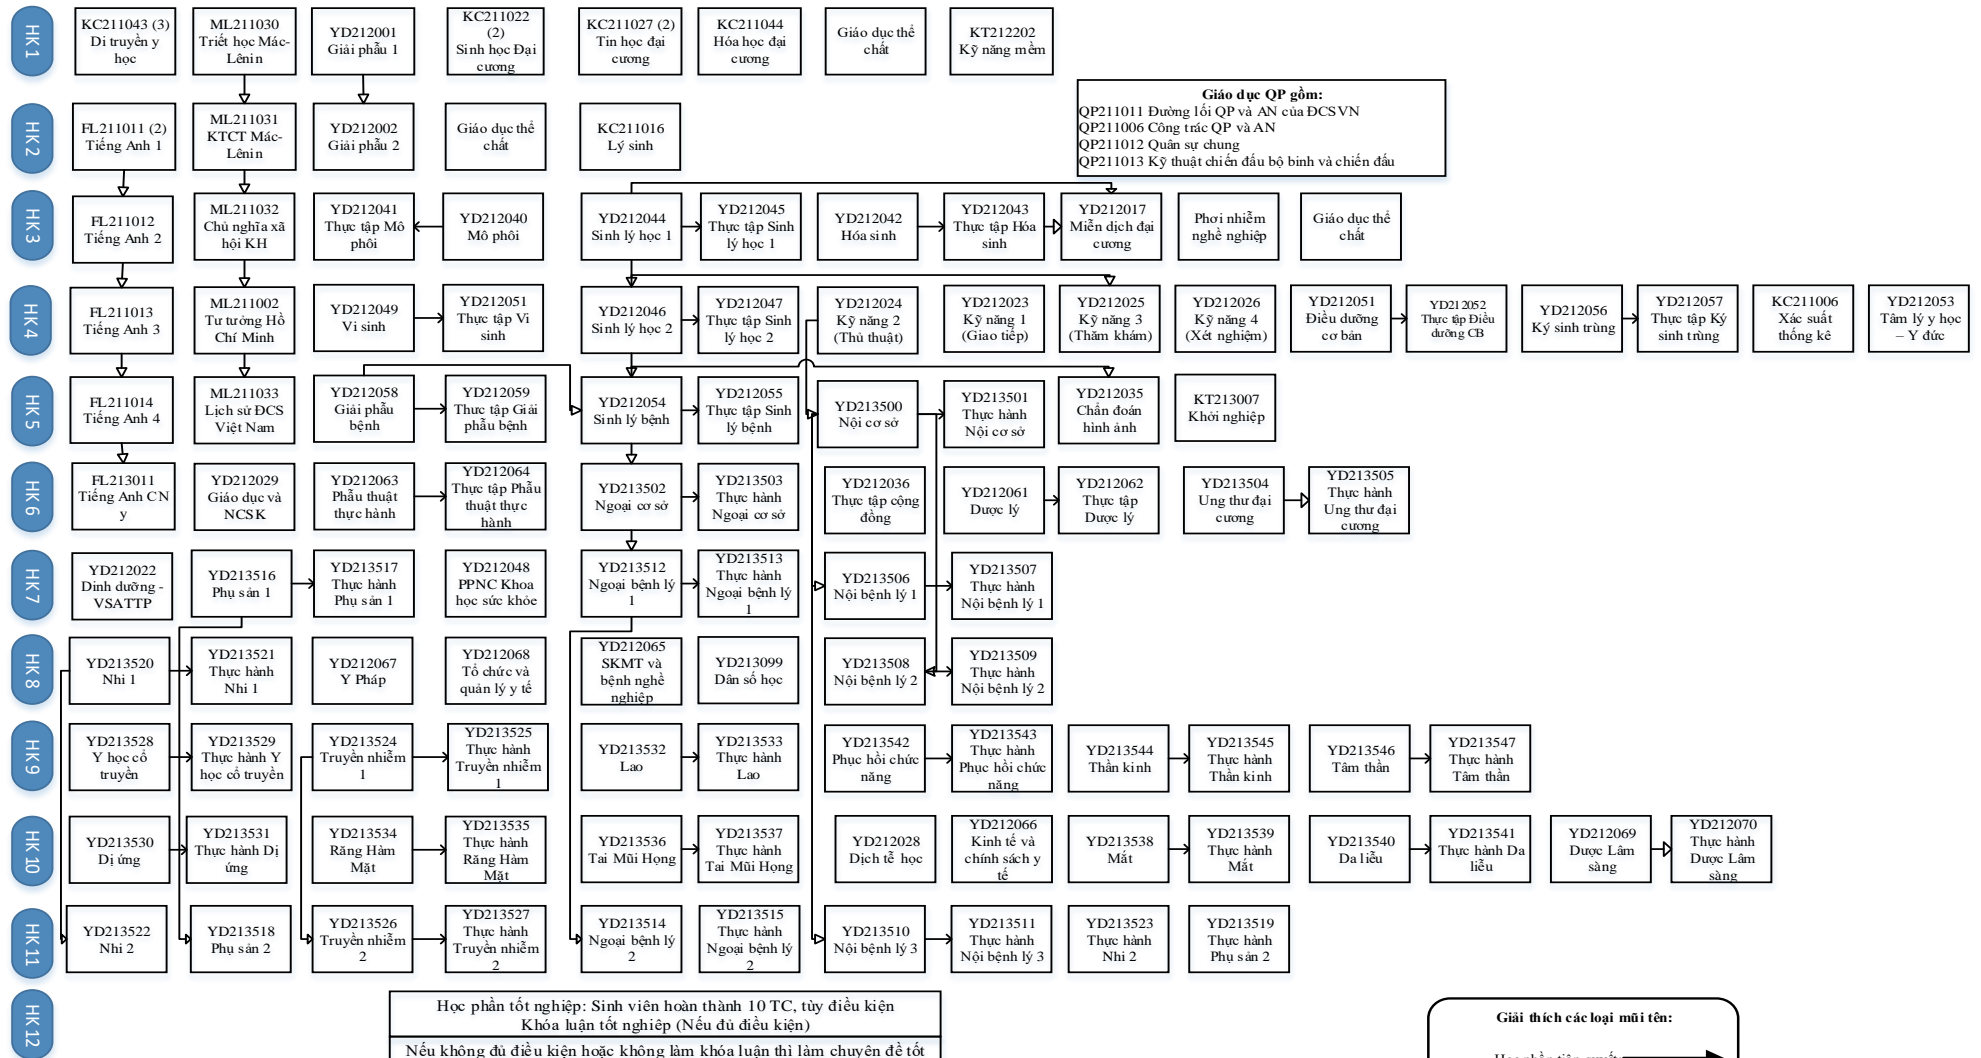 HK 1
KC211043 (3)
Di truyền y
học
ML211030
Triết học Mác-
Lênin
YD212001
Giải phẫu 1
KC211022
(2)
Sinh học Đại
cương
KC211027 (2)
Tin học đại
cương
KC211044
Hóa học đại
cương
Giáo dục thể
chất
KT212202
Kỹ năng mềm
Giáo dục QP gồm:
QP211011 Đường lối QP và AN của ĐCSVN
QP211006 Công trác QP và AN
QP211012 Quân sự chung
QP211013 Kỹ thuật chiến đấu bộ binh và chiến đấu
HK 2
FL211011 (2)
Tiếng Anh 1
ML211031
KTCT Mác-
Lênin
YD212002
Giải phẫu 2
Giáo dục thể
chất
KC211016
Lý sinh
HK 3
FL211012
Tiếng Anh 2
ML211032
Chủ nghĩa xã
hội KH
YD212041
Thực tập Mô
phôi
YD212040
Mô phôi
YD212044
Sinh lý học 1
YD212045
Thực tập Sinh
lý học 1
YD212042
Hóa sinh
YD212043
Thực tập Hóa
sinh
YD212017
Miễn dịch đại
cương
Phơi nhiễm
nghề nghiệp
Giáo dục thể
chất
HK 4
FL211013
Tiếng Anh 3
ML211002
Tư tưởng Hồ
Chí Minh
YD212049
Vi sinh
YD212051
Thực tập Vi
sinh
YD212046
Sinh lý học 2
YD212047
Thực tập Sinh
lý học 2
YD212024
Kỹ năng 2
(Thủ thuật)
YD212023
Kỹ năng 1
(Giao tiếp)
YD212025
Kỹ năng 3
(Thăm khám)
YD212026
Kỹ năng 4
(Xét nghiệm)
YD212051
Điều dưỡng
cơ bản
YD212052
Thực tập Điều
dưỡng CB
YD212056
Ký sinh trùng
YD212057
Thực tập Ký
sinh trùng
KC211006
Xác suất
thống kê
YD212053
Tâm lý y học
– Y đức
HK 5
FL211014
Tiếng Anh 4
ML211033
Lịch sử ĐCS
Việt Nam
YD212058
Giải phẫu
bệnh
YD212059
Thưc tập Giải
phẫu bệnh
YD212054
Sinh lý bệnh
YD212055
Thưc tập Sinh
lý bệnh
YD213500
Nội cơ sở
YD213501
Thực hành
Nội cơ sở
YD212035
Chẩn đoán
hình ảnh
KT213007
Khởi nghiệp
HK 6
FL213011
Tiếng Anh CN
y
YD212029
Giáo dục và
NCSK
YD212063
Phẫu thuật
thực hành
YD212064
Thực tập Phẫu
thuật thực
hành
YD213502
Ngoại cơ sở
YD213503
Thực hành
Ngoại cơ sở
YD212036
Thực tập cộng
đồng
YD212061
Dược lý
YD212062
Thực tập
Dược lý
YD213504
Ung thư đại
cương
YD213505
Thực hành
Ung thư đại
cương
HK 7
YD212022
Dinh dưỡng -
VSATTP
YD213516
Phụ sản 1
YD213517
Thực hành
Phụ sản 1
YD212048
PPNC Khoa
học sức khỏe
YD213512
Ngoại bệnh lý
1
YD213513
Thực hành
Ngoại bệnh lý
1
YD213506
Nội bệnh lý 1
YD213507
Thực hành
Nội bệnh lý 1
HK 8
YD213520
Nhi 1
YD213521
Thực hành
Nhi 1
YD212067
Y Pháp
YD212068
Tổ chức và
quản lý y tế
YD212065
SKMT và
bệnh nghề
nghiệp
YD213099
Dân số học
YD213508
Nội bệnh lý 2
YD213509
Thực hành
Nội bệnh lý 2
HK 9
YD213528
Y học cổ
truyền
YD213529
Thực hành Y
học cổ truyền
YD213524
Truyền nhiễm
1
YD213525
Thực hành
Truyền nhiễm
1
YD213532
Lao
YD213533
Thực hành
Lao
YD213542
Phục hồi chức
năng
YD213543
Thực hành
Phục hồi chức
năng
YD213544
Thần kinh
YD213545
Thực hành
Thần kinh
YD213546
Tâm thần
YD213547
Thực hành
Tâm thần
HK 10
YD213530
Dị ứng
YD213531
Thực hành Dị
ứng
YD213534
Răng Hàm
Mặt
YD213535
Thực hành
Răng Hàm
Mặt
YD213536
Tai Mũi Họng
YD213537
Thực hành
Tai Mũi Họng
YD212028
Dịch tễ học
YD212066
Kinh tế và
chính sách y
tế
YD213538
Mắt
YD213539
Thực hành
Mắt
YD213540
Da liễu
YD213541
Thực hành Da
liễu
YD212069
Dược Lâm
sàng
YD212070
Thực hành
Dược Lâm
sàng
HK 11
YD213522
Nhi 2
YD213518
Phụ sản 2
YD213526
Truyền nhiễm
2
YD213527
Thực hành
Truyền nhiễm
2
YD213514
Ngoại bệnh lý
2
YD213515
Thực hành
Ngoại bệnh lý
2
YD213510
Nội bệnh lý 3
YD213511
Thực hành
Nội bệnh lý 3
YD213523
Thực hành
Nhi 2
YD213519
Thực hành
Phụ sản 2
HK 12
Học phần tốt nghiệp: Sinh viên hoàn thành 10 TC, tùy điều kiện
Khóa luận tốt nghiêp (Nếu đủ điều kiện)
Nếu không đủ điều kiện hoặc không làm khóa luận thì làm chuyên đề tốt
Giải thích các loại mũi tên: